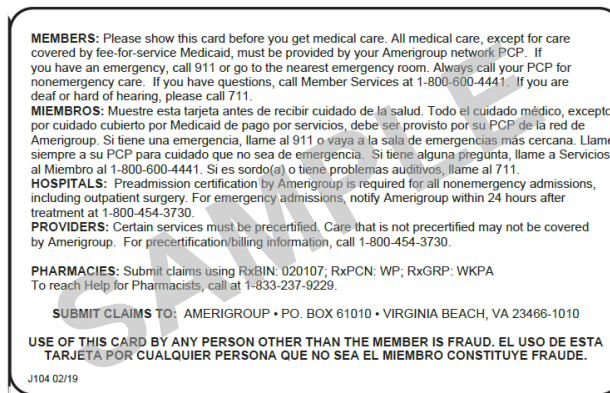 MEMBERS: Please show this card before you get medical care. All medical care, except for care
covered by fee-for-service Medicaid, must be provided by your Amerigroup network PCP. If
you have an emergency, call 911 or go to the nearest emergency room. Always call your PCP for
nonemergency care. If you have questions, call Member Services at 1-800-600-4441. If you are
deaf or hard of hearing, please call 711.
MIEMBROS: Muestre esta tarjeta antes de recibir cuidado de la salud. Todo el cuidado médico, excepto
por cuidado cubierto por Medicaid de pago por servicios, debe ser provisto por su PCP de la red de
Amerigroup. Si tiene una emergencia, llame al 911 o vaya a la sala de emergencias más cercana. Llame
siempre a su PCP para cuidado que no sea de emergencia. Si tiene alguna pregunta, llame a Servicios
al Miembro al 1-800-600-4441. Si es sordo(a) o tiene problemas auditivos, llame al 711.
HOSPITALS: Preadmission certification by Amerigroup is required for all nonemergency admissions,
including outpatient surgery. For emergency admissions, notify Amerigroup within 24 hours after
treatment at 1-800-454-3730.
PROVIDERS: Certain services must be precertified. Care that is not precertified may not be covered
by Amerigroup. For precertification/billing information, call 1-800-454-3730.
PHARMACIES: Submit claims using RxBIN: 020107; RxPCN: WP; RxGRP: WKPA
To reach Help for Pharmacists, call at 1-833-237-9229.
SUBMIT CLAIMS TO: AMERIGROUP • PO. BOX 61010 • VIRGINIA BEACH, VA 23466-1010
USE OF THIS CARD BY ANY PERSON OTHER THAN THE MEMBER IS FRAUD. EL USO DE ESTA
TARJETA POR CUALQUIER PERSONA QUE NO SEA EL MIEMBRO CONSTITUYE FRAUDE.
J104 02/19
SAMPLE